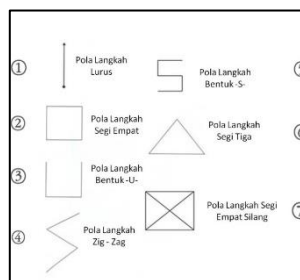 ①
Pola Langkah
Lurus
②
Pola Langkah
Segi Empat
③
Pola Langkah
Bentuk -U-
④
Pola Langkah
Zig - Zag
Pola Langkah
Bentuk -S-
Pola Langkah
Segi Tiga
Pola Langkah Segi
Empat Silang